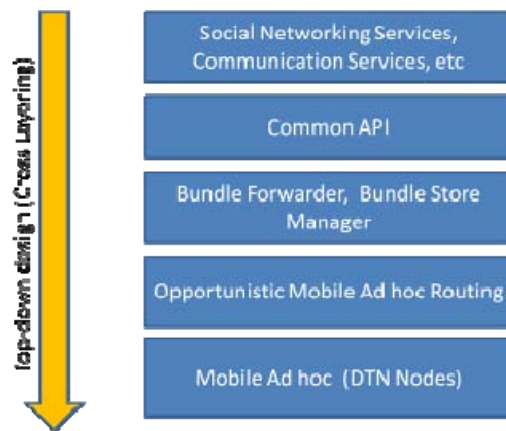 Social Networking Services,
Communication Services, etc
Common API
Bundle Forwarder, Bundle Store
Manager
Opportunistic Mobile Ad hoc Routing
Mobile Ad hoc (DTN Nodes)
Top-down design (Cross Layering)